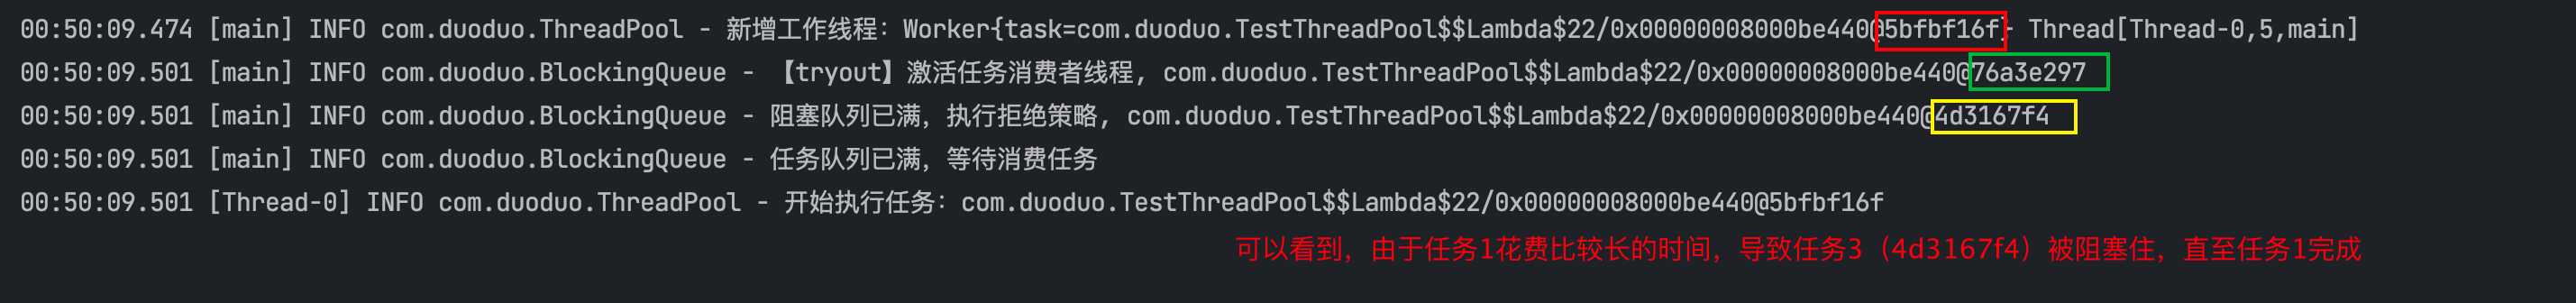 00:50:09.474 [main] INFO com.duoduo.ThreadPool - 新增工作线程：Worker{task=com.duoduo.TestThreadPool$$Lambda$22/0x00000008000be440@5bfbf16f} Thread[Thread-0,5,main]
00:50:09.501 [main] INFO com.duoduo.BlockingQueue - 【tryout】激活任务消费者线程, com.duoduo.TestThreadPool$$Lambda$22/0x00000008000be440@76a3e297
00:50:09.501 [main] INFO com.duoduo.BlockingQueue - 阻塞队列已满，执行拒绝策略, com.duoduo.TestThreadPool$$Lambda$22/0x00000008000be440@4d3167f4
00:50:09.501 [main] INFO com.duoduo.BlockingQueue - 任务队列已满，等待消费任务
00:50:09.501 [Thread-0] INFO com.duoduo.ThreadPool - 开始执行任务：com.duoduo.TestThreadPool$$Lambda$22/0x00000008000be440@5bfbf16f
可以看到，由于任务1花费比较长的时间，导致任务3（4d3167f4）被阻塞住，直至任务1完成